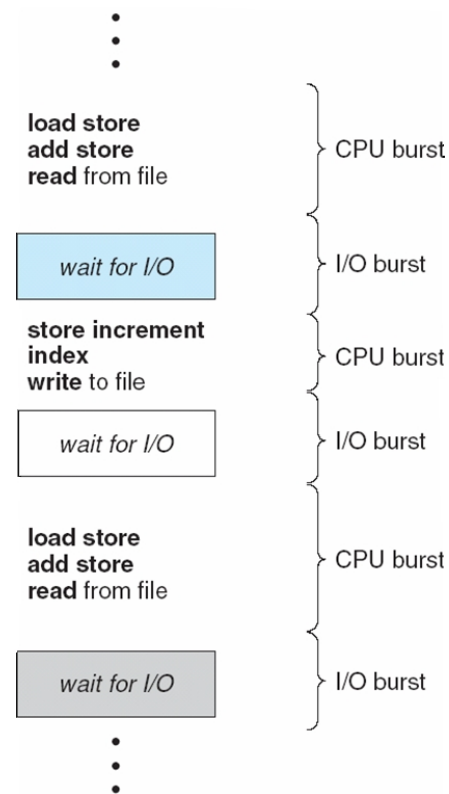 load store
add store
read from file
CPU burst
wait for I/O
I/O burst
store increment
index
write to file
CPU burst
wait for I/O
I/O burst
load store
add store
read from file
CPU burst
wait for I/O
I/O burst